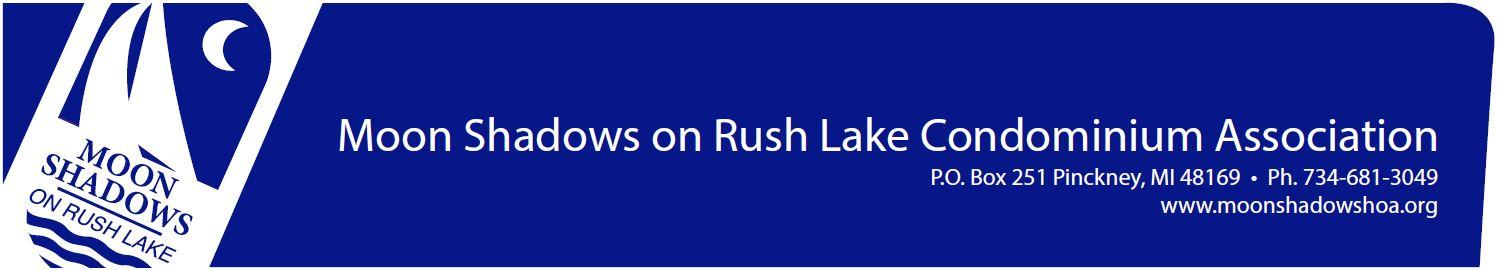 MOON
SHADOWS
ON RUSH LAKE
Moon Shadows on Rush Lake Condominium Association
P.O. Box 251 Pinckney, MI 48169 • Ph. 734-681-3049
www.moonshadowshoa.org